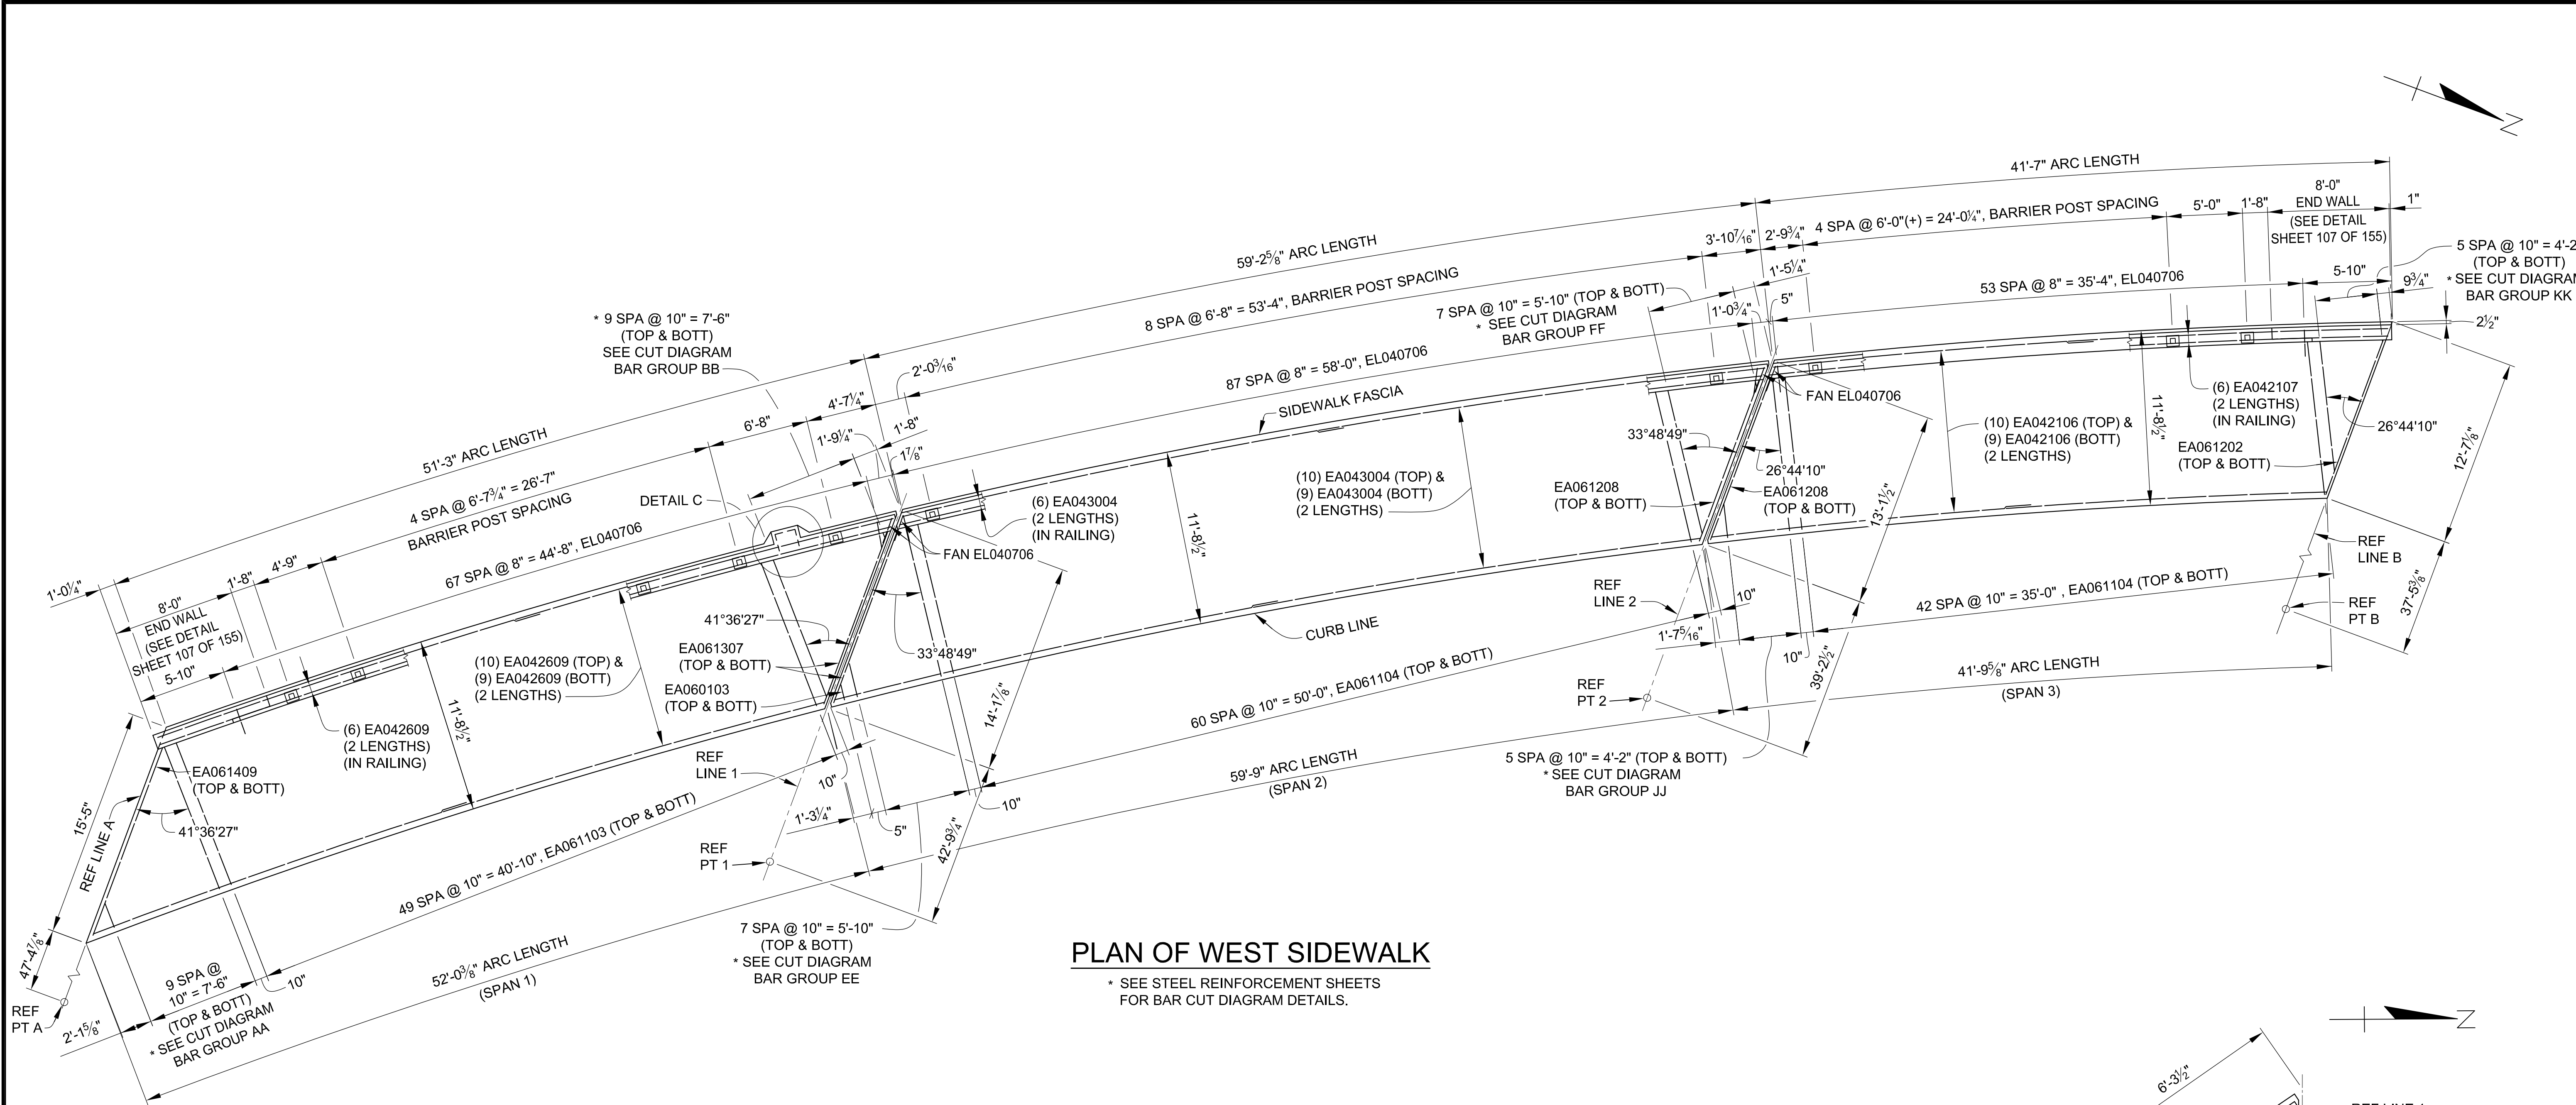 N
41'-7" ARC LENGTH
8'-0"
END WALL
(SEE DETAIL
SHEET 107 OF 155)
1"
5'-0"
1'-8"
4 SPA @ 6'-0"(+) = 24'-0¼", BARRIER POST SPACING
2'-9¾"
3'-10⁷⁄₁₆"
59'-2⅝" ARC LENGTH
8 SPA @ 6'-8" = 53'-4", BARRIER POST SPACING
1'-5¼"
5"
1'-0¾"
7 SPA @ 10" = 5'-10" (TOP & BOTT)
* SEE CUT DIAGRAM
BAR GROUP FF
53 SPA @ 8" = 35'-4", EL040706
5-10"
9¾"
2½"
5 SPA @ 10" = 4'-2
(TOP & BOTT)
* SEE CUT DIAGRAM
BAR GROUP KK
87 SPA @ 8" = 58'-0", EL040706
* 9 SPA @ 10" = 7'-6"
(TOP & BOTT)
SEE CUT DIAGRAM
BAR GROUP BB
2'-0³⁄₁₆"
4'-7¼"
6'-8"
1'-9¼"
1'-8"
1⅞"
51'-3" ARC LENGTH
4 SPA @ 6'-7¾" = 26'-7"
BARRIER POST SPACING
67 SPA @ 8" = 44'-8", EL040706
4'-9"
1'-8"
1'-0¼"
8'-0"
END WALL
(SEE DETAIL
SHEET 107 OF 155)
5-10"
DETAIL C
SIDEWALK FASCIA
FAN EL040706
(6) EA042107
(2 LENGTHS)
(IN RAILING)
(10) EA042106 (TOP) &
(9) EA042106 (BOTT)
(2 LENGTHS)
11'-8½"
EA061202
(TOP & BOTT)
26°44'10"
12'-7⅛"
33°48'49"
26°44'10"
EA061208
(TOP & BOTT)
EA061208
(TOP & BOTT)
13'-1½"
(10) EA043004 (TOP) &
(9) EA043004 (BOTT)
(2 LENGTHS)
11'-8½"
(6) EA043004
(2 LENGTHS)
(IN RAILING)
FAN EL040706
41°36'27"
EA061307
(TOP & BOTT)
EA060103
(TOP & BOTT)
33°48'49"
14'-1⅞"
CURB LINE
REF
LINE 2
REF
PT 2
REF
LINE B
REF
PT B
37'-5⅜"
42 SPA @ 10" = 35'-0" , EA061104 (TOP & BOTT)
10"
10"
1'-7⁵⁄₁₆"
39'-2½"
41'-9⅝" ARC LENGTH
(SPAN 3)
60 SPA @ 10" = 50'-0", EA061104 (TOP & BOTT)
59'-9" ARC LENGTH
(SPAN 2)
5 SPA @ 10" = 4'-2" (TOP & BOTT)
* SEE CUT DIAGRAM
BAR GROUP JJ
(10) EA042609 (TOP) &
(9) EA042609 (BOTT)
(2 LENGTHS)
11'-8½"
(6) EA042609
(2 LENGTHS)
(IN RAILING)
EA061409
(TOP & BOTT)
41°36'27"
15'-5"
REF LINE A
47'-4⅞"
REF
PT A
2'-1⅝"
9 SPA @
10" = 7'-6"
(TOP & BOTT)
* SEE CUT DIAGRAM
BAR GROUP AA
10"
49 SPA @ 10" = 40'-10", EA061103 (TOP & BOTT)
52'-0⅜" ARC LENGTH
(SPAN 1)
REF
LINE 1
REF
PT 1
10"
1'-3¼"
5"
10"
42'-9¾"
7 SPA @ 10" = 5'-10"
(TOP & BOTT)
* SEE CUT DIAGRAM
BAR GROUP EE
PLAN OF WEST SIDEWALK
* SEE STEEL REINFORCEMENT SHEETS
FOR BAR CUT DIAGRAM DETAILS.
N
6'-3½"